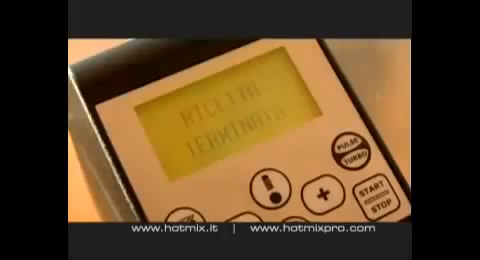 RICETTA
TERMINATA
PULSE
TURBO
START
STOP
www.hotmix.it | www.hotmixpro.com